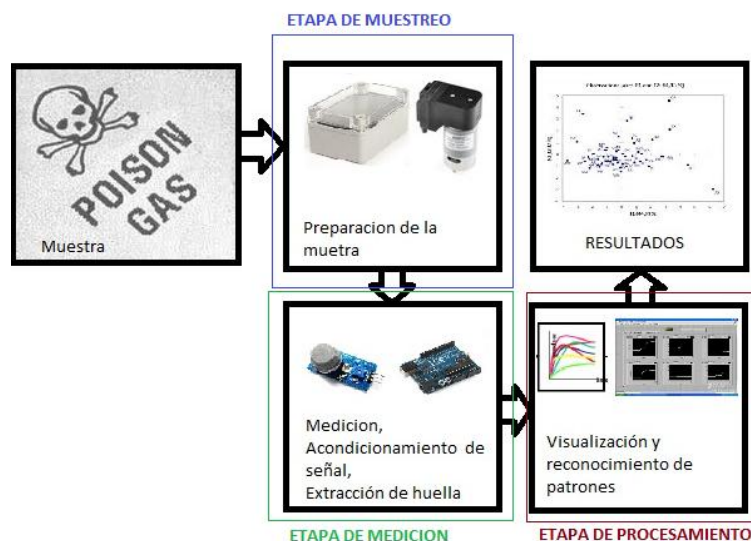 ETAPA DE MUESTREO
POISON
GAS
Muestra
Preparacion de la
muetra
RESULTADOS
Medicion,
Acondicionamiento de
señal,
Extracción de huella
Visualización y
reconocimiento de
patrones
ETAPA DE MEDICION
ETAPA DE PROCESAMIENTO